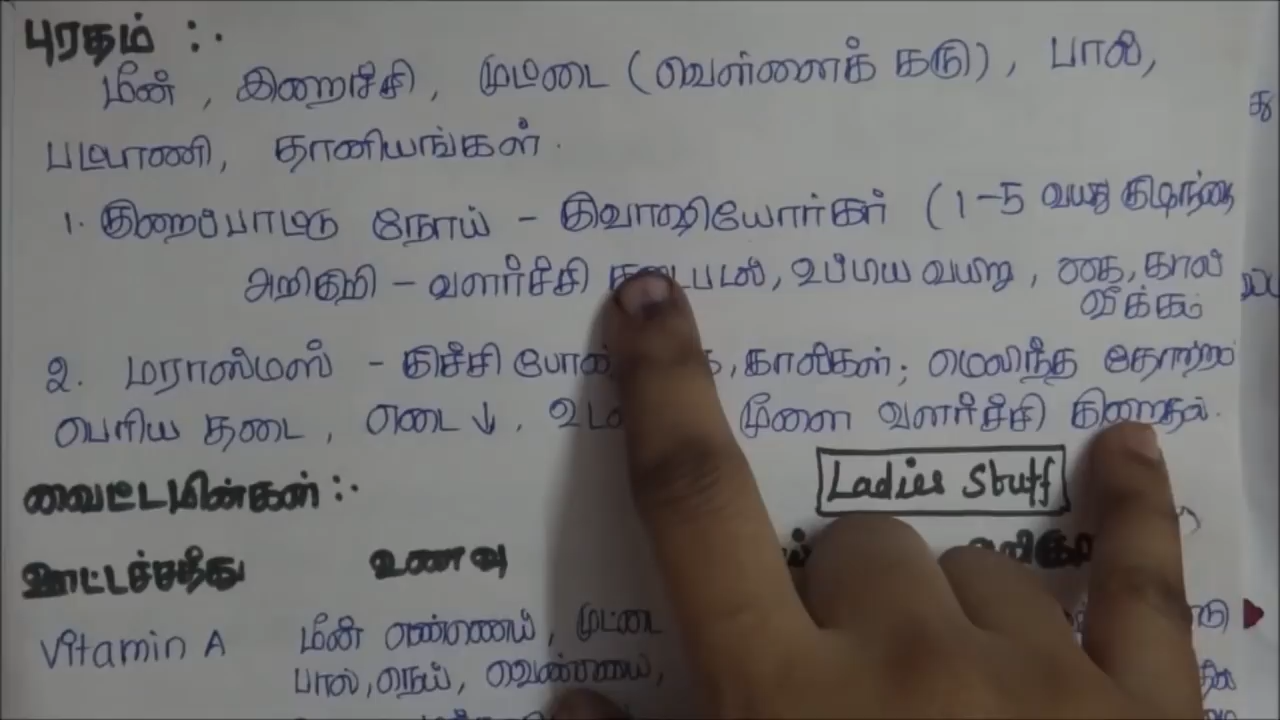 புரதம் :·
மீன் , இறைச்சி , முட்டை (வெள்ளைக் கரு) , பால்,
பட்டாணி, தானியங்கள்.
1. குறைப்பாட்டு நோய் – குவாஷியோர்கர் (1-5 வயது குழந்தை
அறிகுறி – வளர்ச்சி தடைபடல், உப்பிய வயிறு , கை, கால்
வீக்கம்
2. மராஸ்மஸ் – குச்சி போல் கை, கால்கள்; மெலிந்த தோற்றம்
பெரிய தலை, எடை ↓, மூளை வளர்ச்சி குறைதல்.
Ladies Stuff
வைட்டமின்கள் :·
ஊட்டச்சத்து உணவு
Vitamin A மீன் எண்ணெய், முட்டை
பால், நெய், வெண்ணெய்,